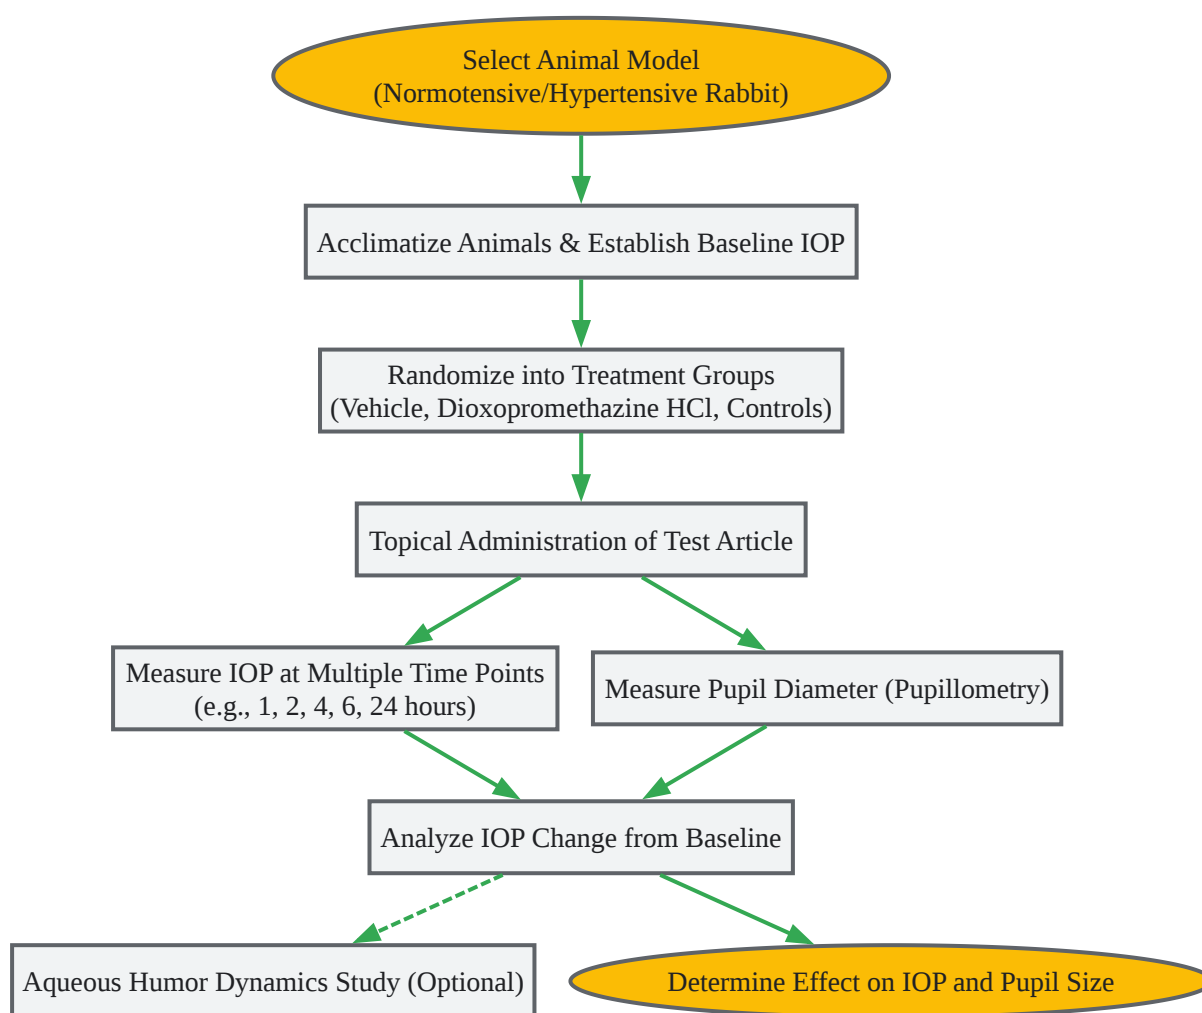 Select Animal Model
(Normotensive/Hypertensive Rabbit)
Acclimatize Animals & Establish Baseline IOP
Randomize into Treatment Groups
(Vehicle, Dioxopromethazine HCl, Controls)
Topical Administration of Test Article
Measure IOP at Multiple Time Points
(e.g., 1, 2, 4, 6, 24 hours)
Measure Pupil Diameter (Pupillometry)
Analyze IOP Change from Baseline
Aqueous Humor Dynamics Study (Optional)
Determine Effect on IOP and Pupil Size